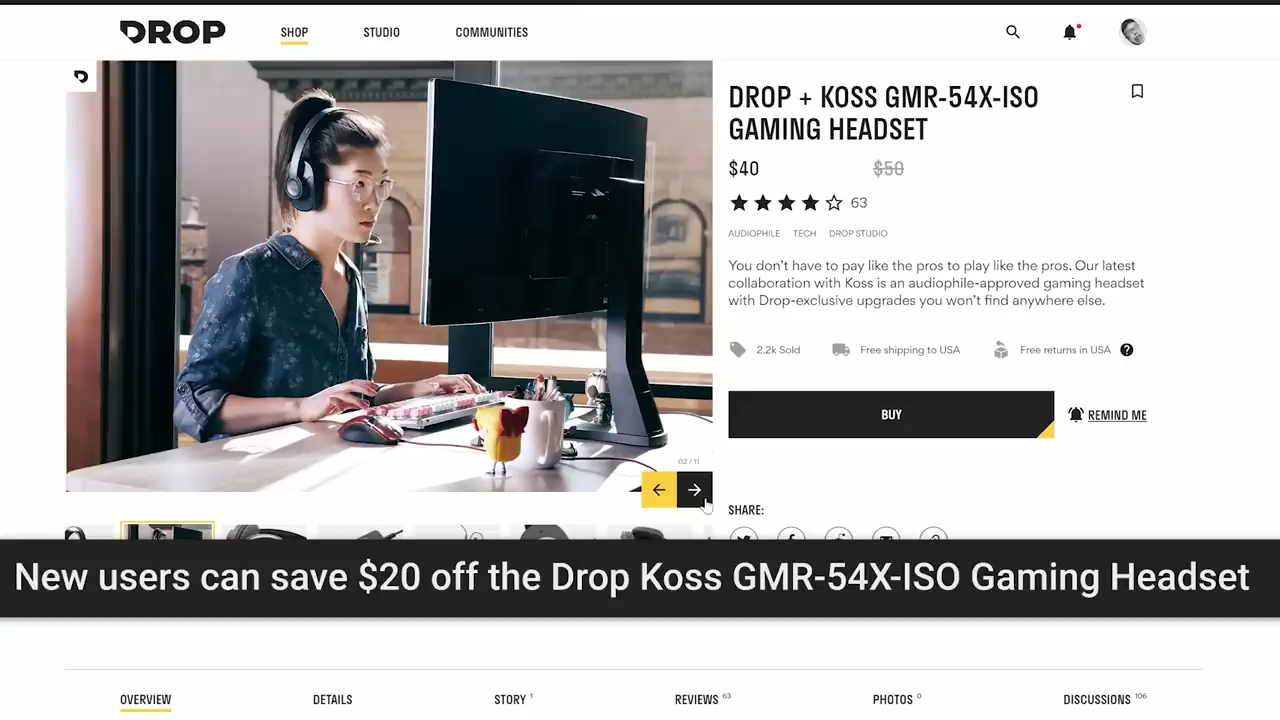 DROP
SHOP
STUDIO
COMMUNITIES
DROP + KOSS GMR-54X-ISO
GAMING HEADSET
$40 $50
63
AUDIOPHILE TECH DROP STUDIO
You don't have to pay like the pros to play like the pros. Our latest
collaboration with Koss is an audiophile-approved gaming headset
with Drop-exclusive upgrades you won't find anywhere else.
2.2k Sold
Free shipping to USA
Free returns in USA ?
BUY
REMIND ME
02 / 11
SHARE:
New users can save $20 off the Drop Koss GMR-54X-ISO Gaming Headset
OVERVIEW
DETAILS
STORY 1
REVIEWS 63
PHOTOS 0
DISCUSSIONS 106